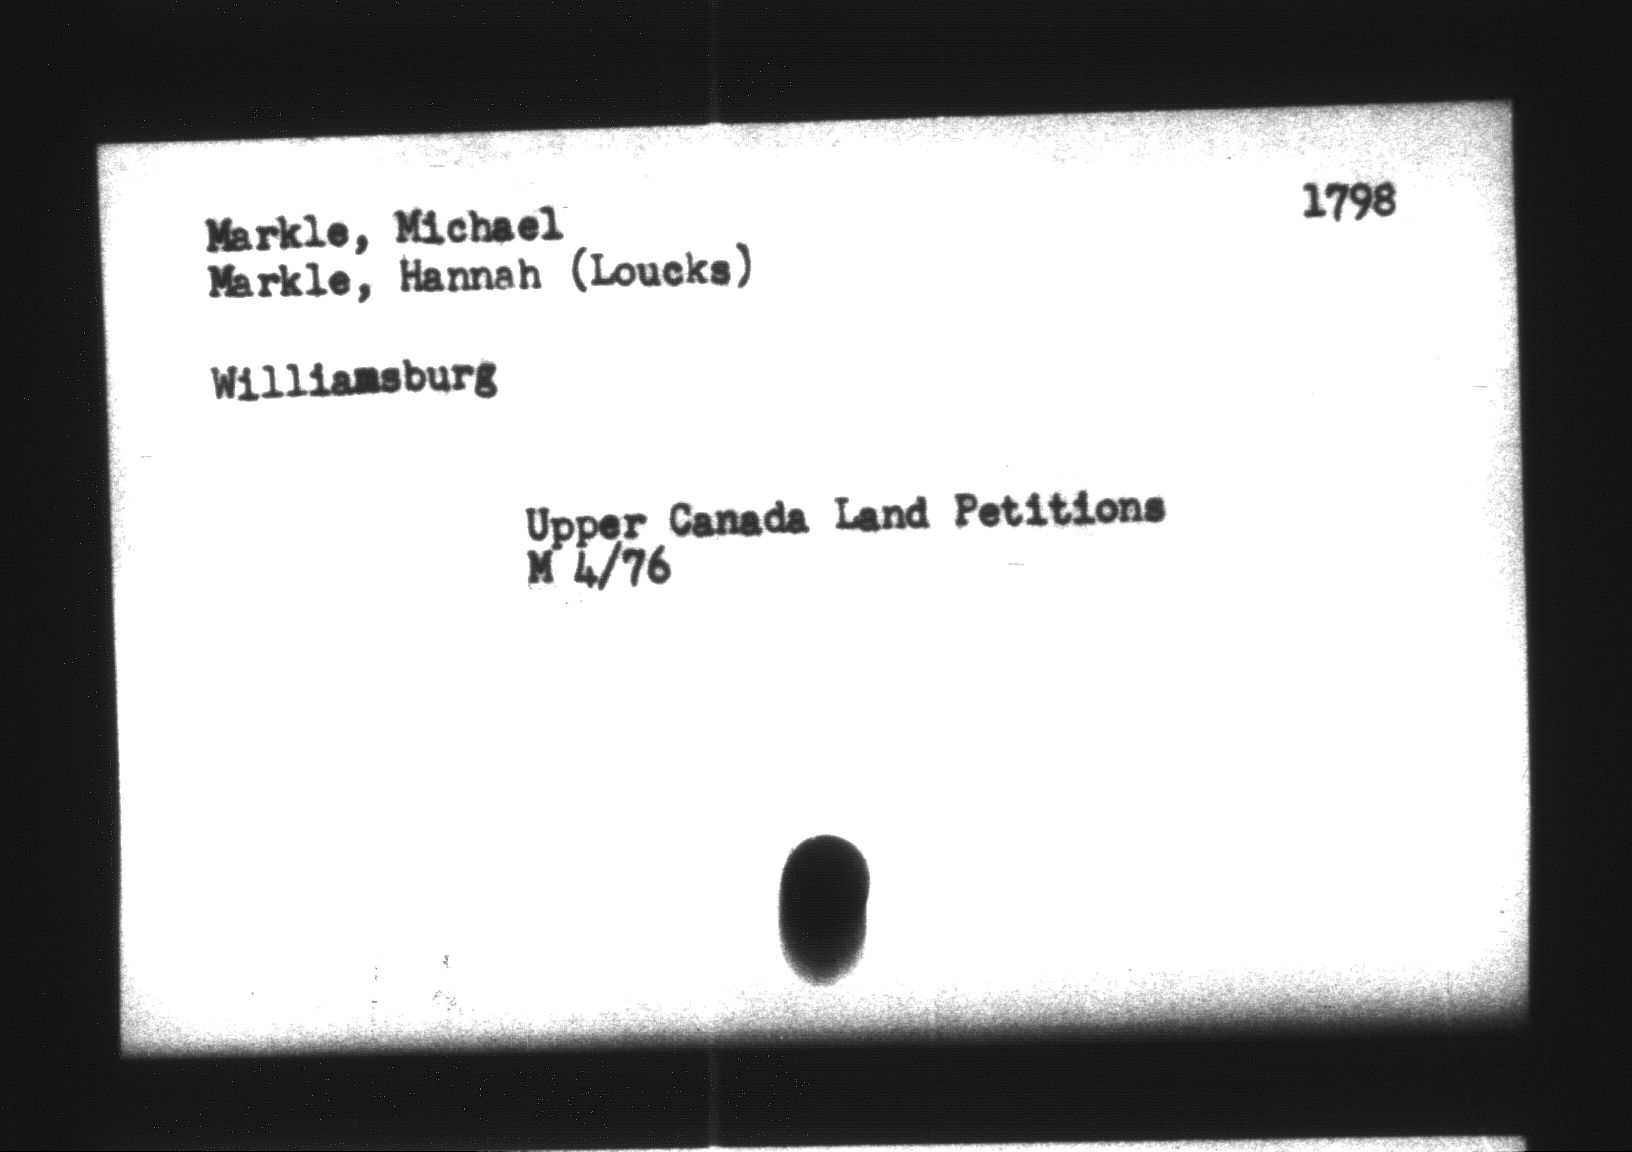 1798
Markle, Michael
Markle, Hannah (Loucks)
Williamsburg
Upper Canada Land Petitions
M 4/76